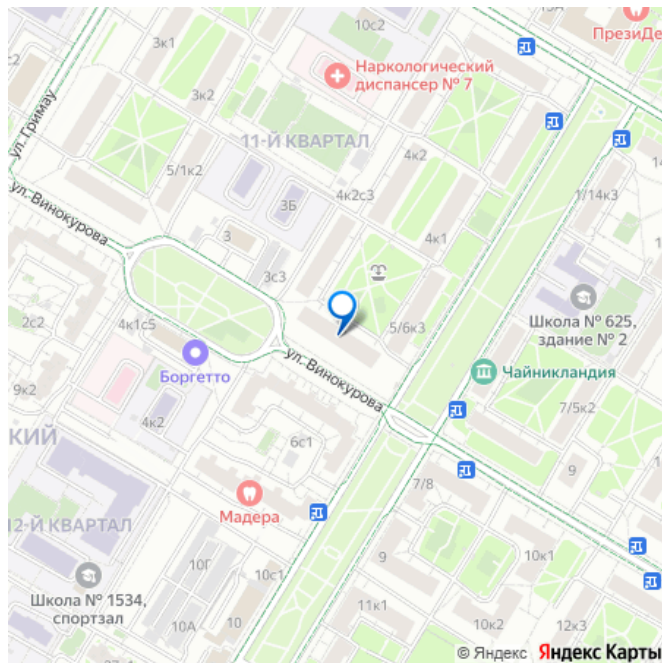 10с2
13А
ПрезиДе
3к1
Наркологический
диспансер № 7
3к2
ул. Гримау
11-Й КВАРТАЛ
4к2
14
5/1к2
1/14к3
3Б
4к2с3
ул. Винокурова
3
4к1
3с3
5/6к3
Школа № 625,
здание № 2
2с2
4к1с5
Боргетто
ул. Винокурова
Чайникландия
9к2
4к2
7/5к2
КИЙ
6с1
9
7/8
Мадера
12-Й КВАРТАЛ
10Г
10с1
9
10к1
Школа № 1534,
спортзал
10А
11к1
10к2
12к3
© Яндекс Яндекс Карты